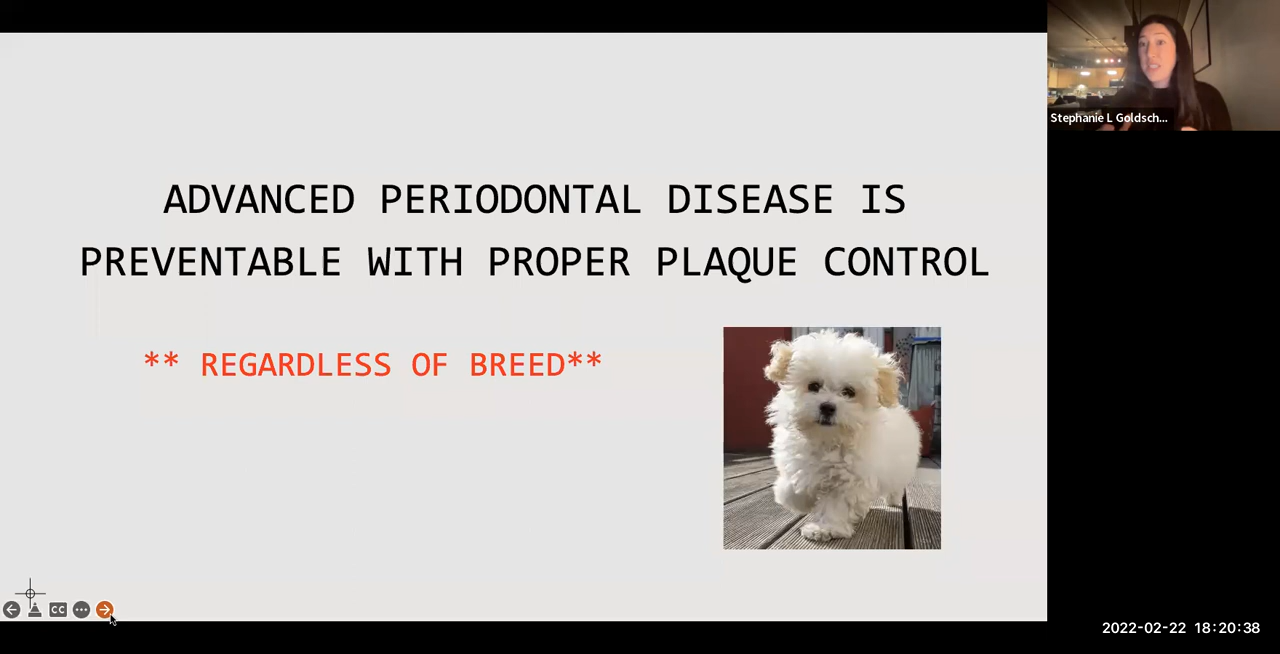 ADVANCED PERIODONTAL DISEASE IS
PREVENTABLE WITH PROPER PLAQUE CONTROL
** REGARDLESS OF BREED**
Stephanie L Goldsch...
CC
2022-02-22 18:20:38